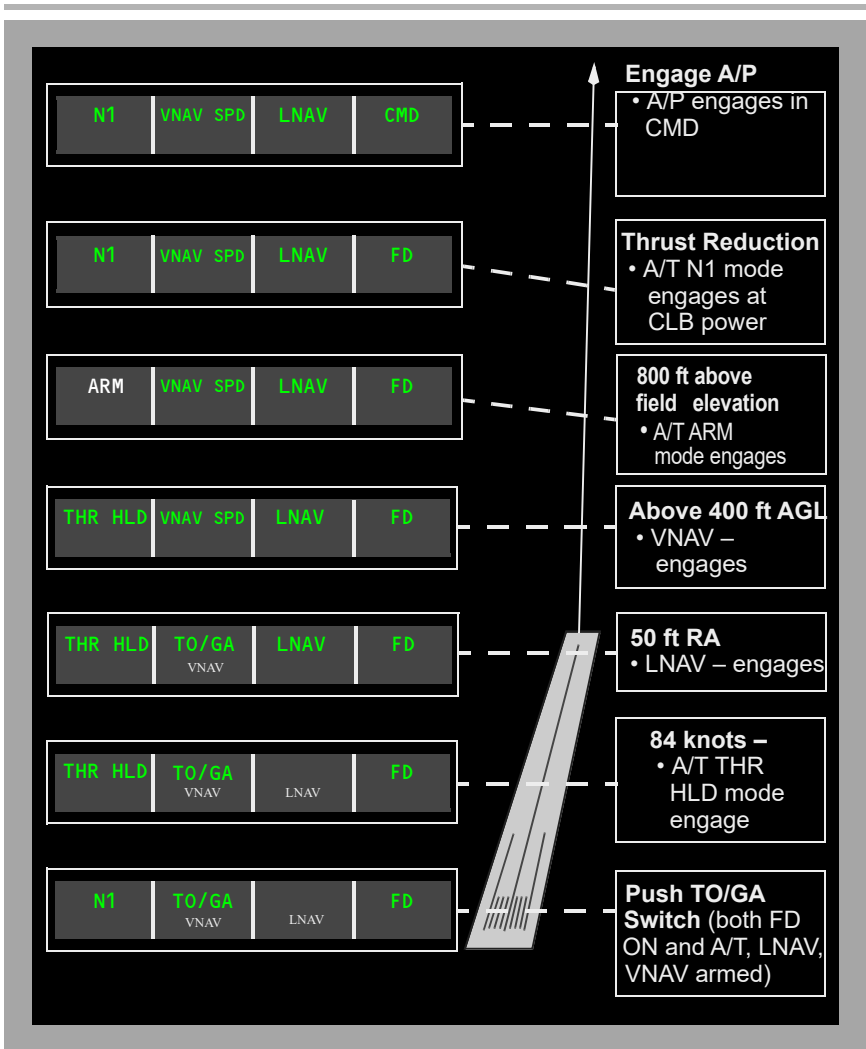 Engage A/P
• A/P engages in
CMD
N1 VNAV SPD LNAV CMD
Thrust Reduction
• A/T N1 mode
engages at
CLB power
N1 VNAV SPD LNAV FD
800 ft above
field elevation
• A/T ARM
mode engages
ARM VNAV SPD LNAV FD
Above 400 ft AGL
• VNAV –
engages
THR HLD VNAV SPD LNAV FD
50 ft RA
• LNAV – engages
THR HLD TO/GA LNAV FD
VNAV
84 knots –
• A/T THR
HLD mode
engage
THR HLD TO/GA FD
VNAV LNAV
Push TO/GA
Switch (both FD
ON and A/T, LNAV,
VNAV armed)
N1 TO/GA FD
VNAV LNAV